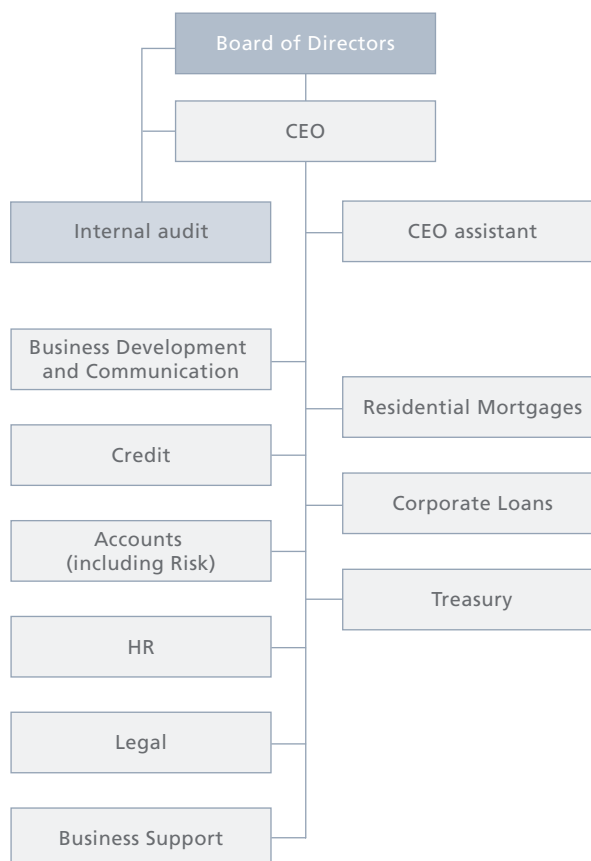 Board of Directors
CEO
Internal audit
CEO assistant
Business Development
and Communication
Residential Mortgages
Credit
Corporate Loans
Accounts
(including Risk)
Treasury
HR
Legal
Business Support